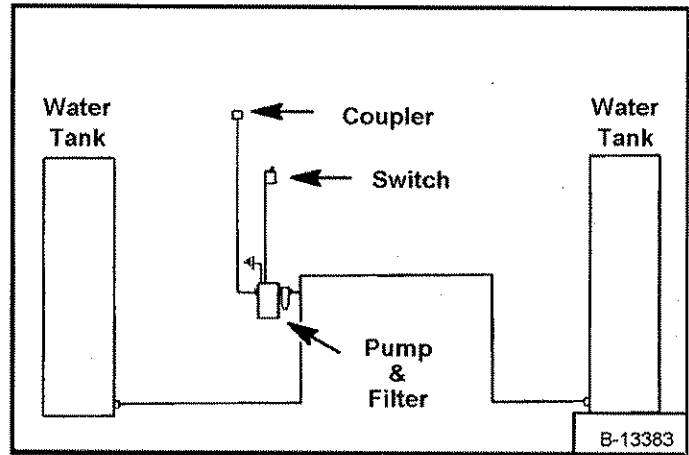 Water
Tank
Coupler
Switch
Water
Tank
Pump
&
Filter
B-13383